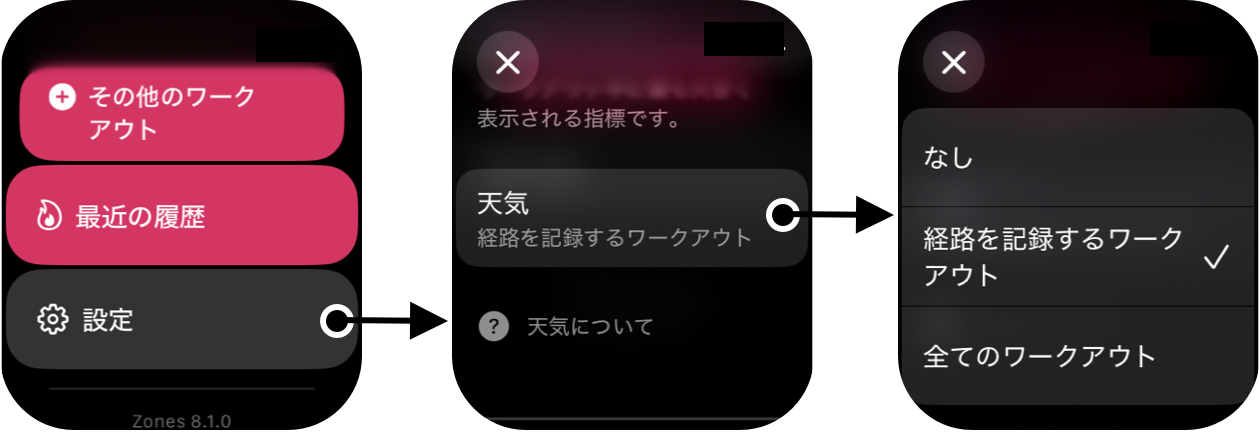 その他のワーク
アウト
最近の履歴
設定
Zones 8.1.0
表示される指標です。
天気
経路を記録するワークアウト
天気について
なし
経路を記録するワーク
アウト
全てのワークアウト